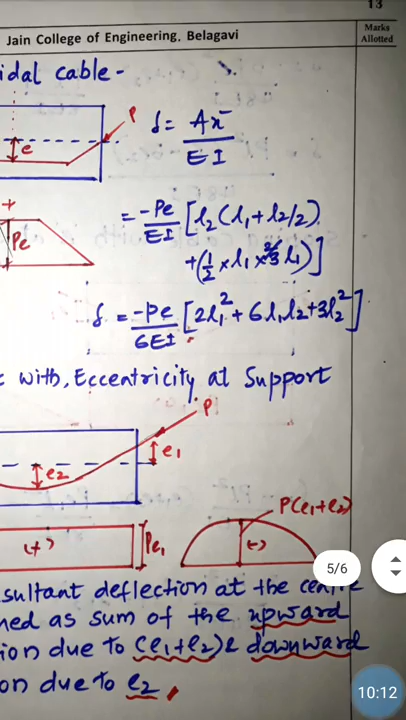 13
Jain College of Engineering, Belagavi
Marks
Allotted
idal cable -
P
e
δ = Ax̄
EI
+
Pe
= -Pe/EI [l2 (l1 + l2/2)
+ (1/2 × l1 × 2/3 l1)]
δ = -Pe/6EI [2l1² + 6l1l2 + 3l2²]
with, Eccentricity at Support
P
e1
e2
P(e1+e2)
(+)
Pe1
(-)
5/6
sultant deflection at the centre
ned as sum of the upward
ion due to (e1+e2) & downward
on due to e2.
10:12